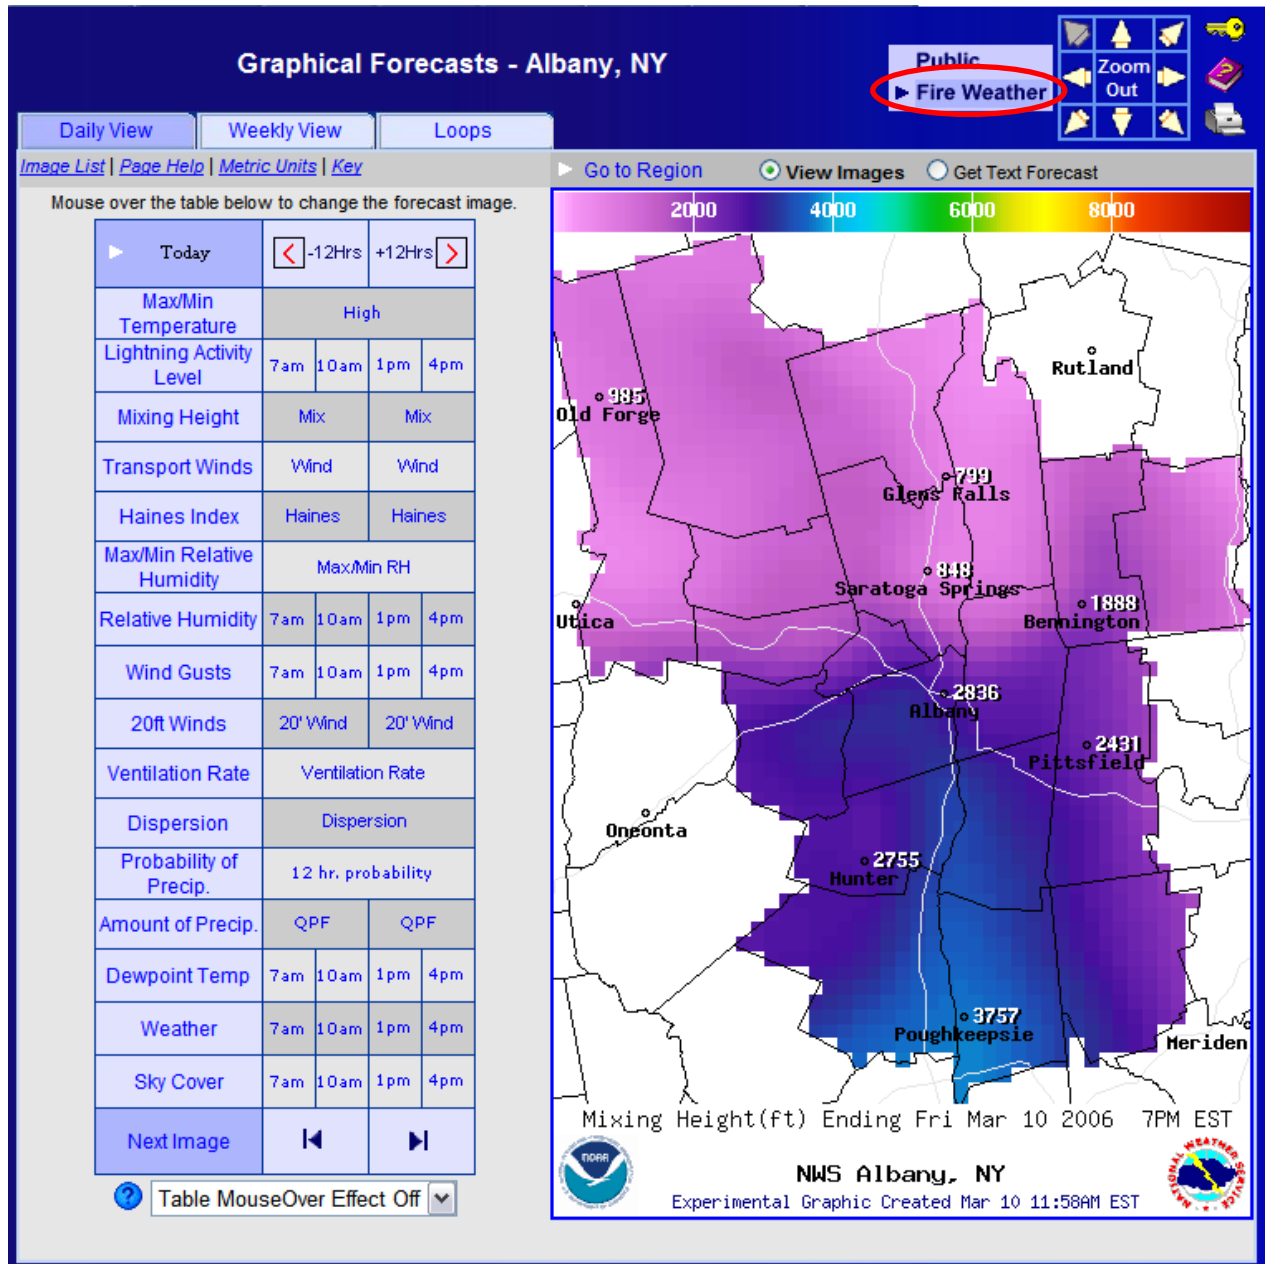 Graphical Forecasts - Albany, NY
Public
Fire Weather
Zoom
Out
Daily View
Weekly View
Loops
Image List | Page Help | Metric Units | Key
Go to Region
View Images
Get Text Forecast
Mouse over the table below to change the forecast image.
Today
-12Hrs
+12Hrs
Max/Min
Temperature
High
Lightning Activity
Level
7am 10am 1pm 4pm
Mixing Height
Mix Mix
Transport Winds
Wind Wind
Haines Index
Haines Haines
Max/Min Relative
Humidity
Max/Min RH
Relative Humidity
7am 10am 1pm 4pm
Wind Gusts
7am 10am 1pm 4pm
20ft Winds
20' Wind 20' Wind
Ventilation Rate
Ventilation Rate
Dispersion
Dispersion
Probability of
Precip.
12 hr. probability
Amount of Precip.
QPF QPF
Dewpoint Temp
7am 10am 1pm 4pm
Weather
7am 10am 1pm 4pm
Sky Cover
7am 10am 1pm 4pm
Next Image
Table MouseOver Effect Off
2000 4000 6000 8000
Rutland
985
Old Forge
799
Glens Falls
848
Saratoga Springs
Utica
1888
Bennington
2836
Albany
2431
Pittsfield
Oneonta
2755
Hunter
3757
Poughkeepsie
Meriden
Mixing Height(ft) Ending Fri Mar 10 2006 7PM EST
NOAA
NWS Albany, NY
Experimental Graphic Created Mar 10 11:58AM EST
NATIONAL WEATHER SERVICE